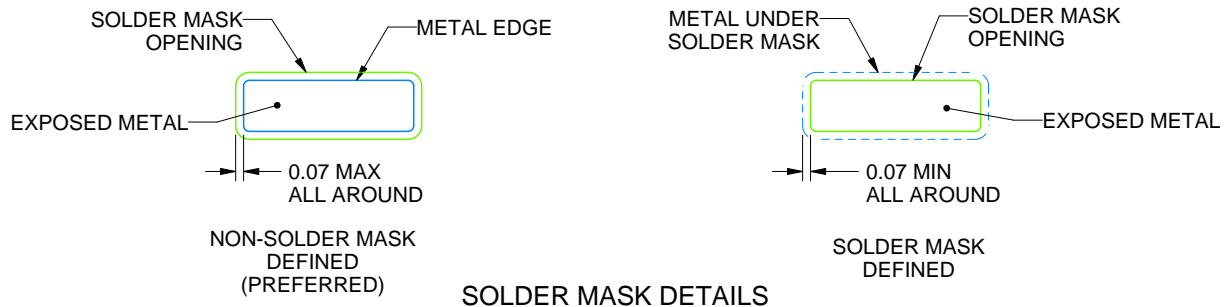 SOLDER MASK
OPENING
METAL EDGE
EXPOSED METAL
0.07 MAX
ALL AROUND
NON-SOLDER MASK
DEFINED
(PREFERRED)
METAL UNDER
SOLDER MASK
SOLDER MASK
OPENING
EXPOSED METAL
0.07 MIN
ALL AROUND
SOLDER MASK
DEFINED
SOLDER MASK DETAILS